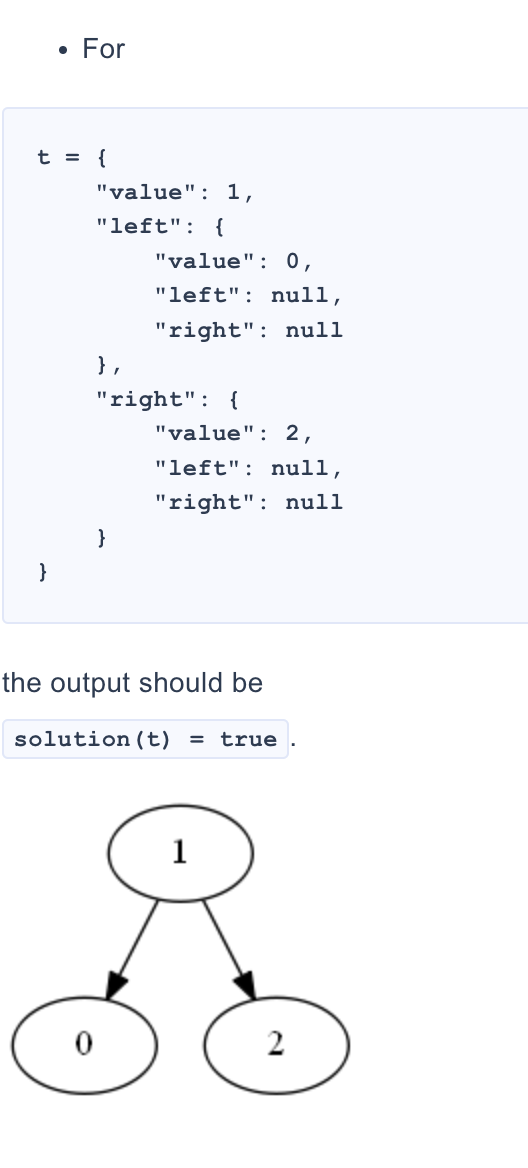 • For
t = {
    "value": 1,
    "left": {
        "value": 0,
        "left": null,
        "right": null
    },
    "right": {
        "value": 2,
        "left": null,
        "right": null
    }
}
the output should be
solution(t) = true.
1
0 2